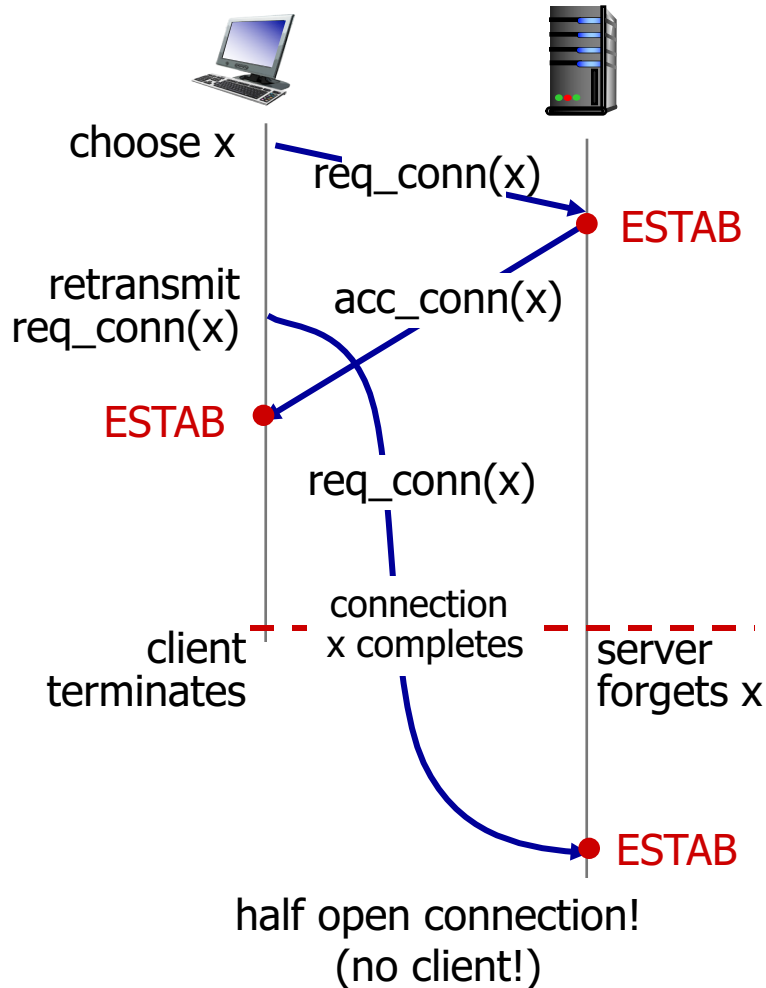 choose x
req_conn(x)
ESTAB
retransmit
req_conn(x)
acc_conn(x)
ESTAB
req_conn(x)
connection
x completes
client
terminates
server
forgets x
ESTAB
half open connection!
(no client!)